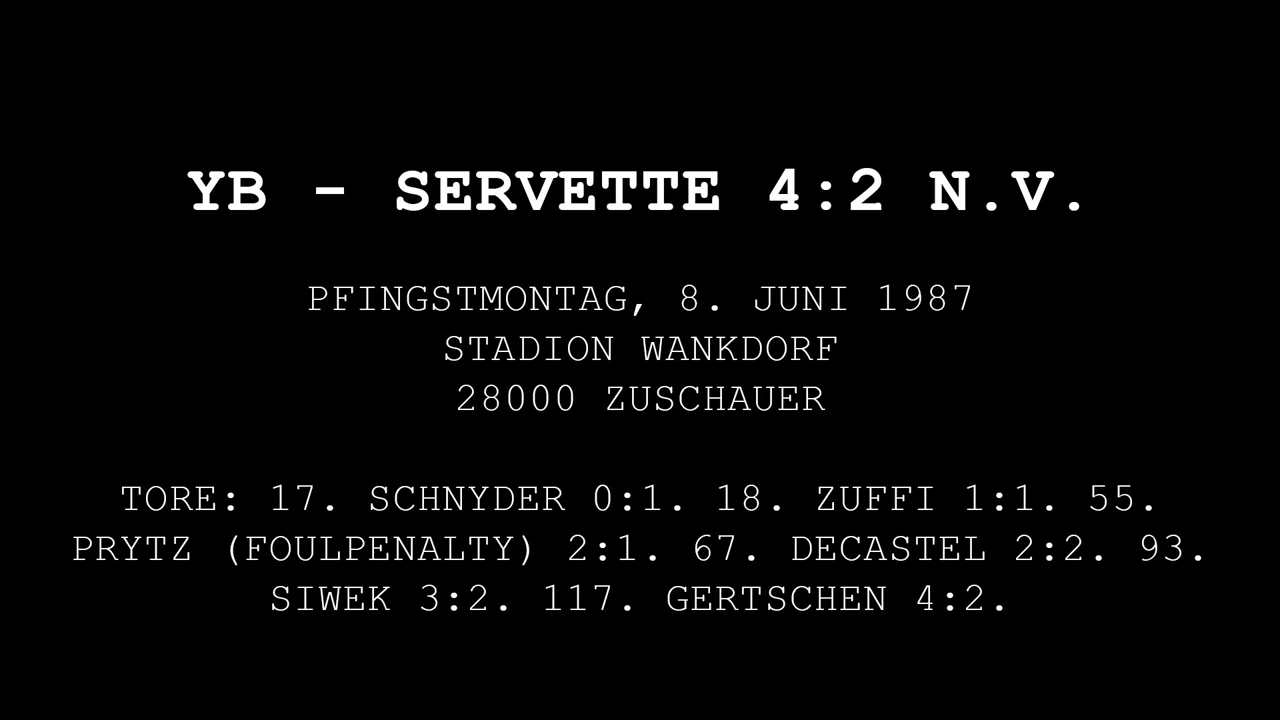 YB - SERVETTE 4:2 N.V.
PFINGSTMONTAG, 8. JUNI 1987
STADION WANKDORF
28000 ZUSCHAUER
TORE: 17. SCHNYDER 0:1. 18. ZUFFI 1:1. 55.
PRYTZ (FOULPENALTY) 2:1. 67. DECASTEL 2:2. 93.
SIWEK 3:2. 117. GERTSCHEN 4:2.